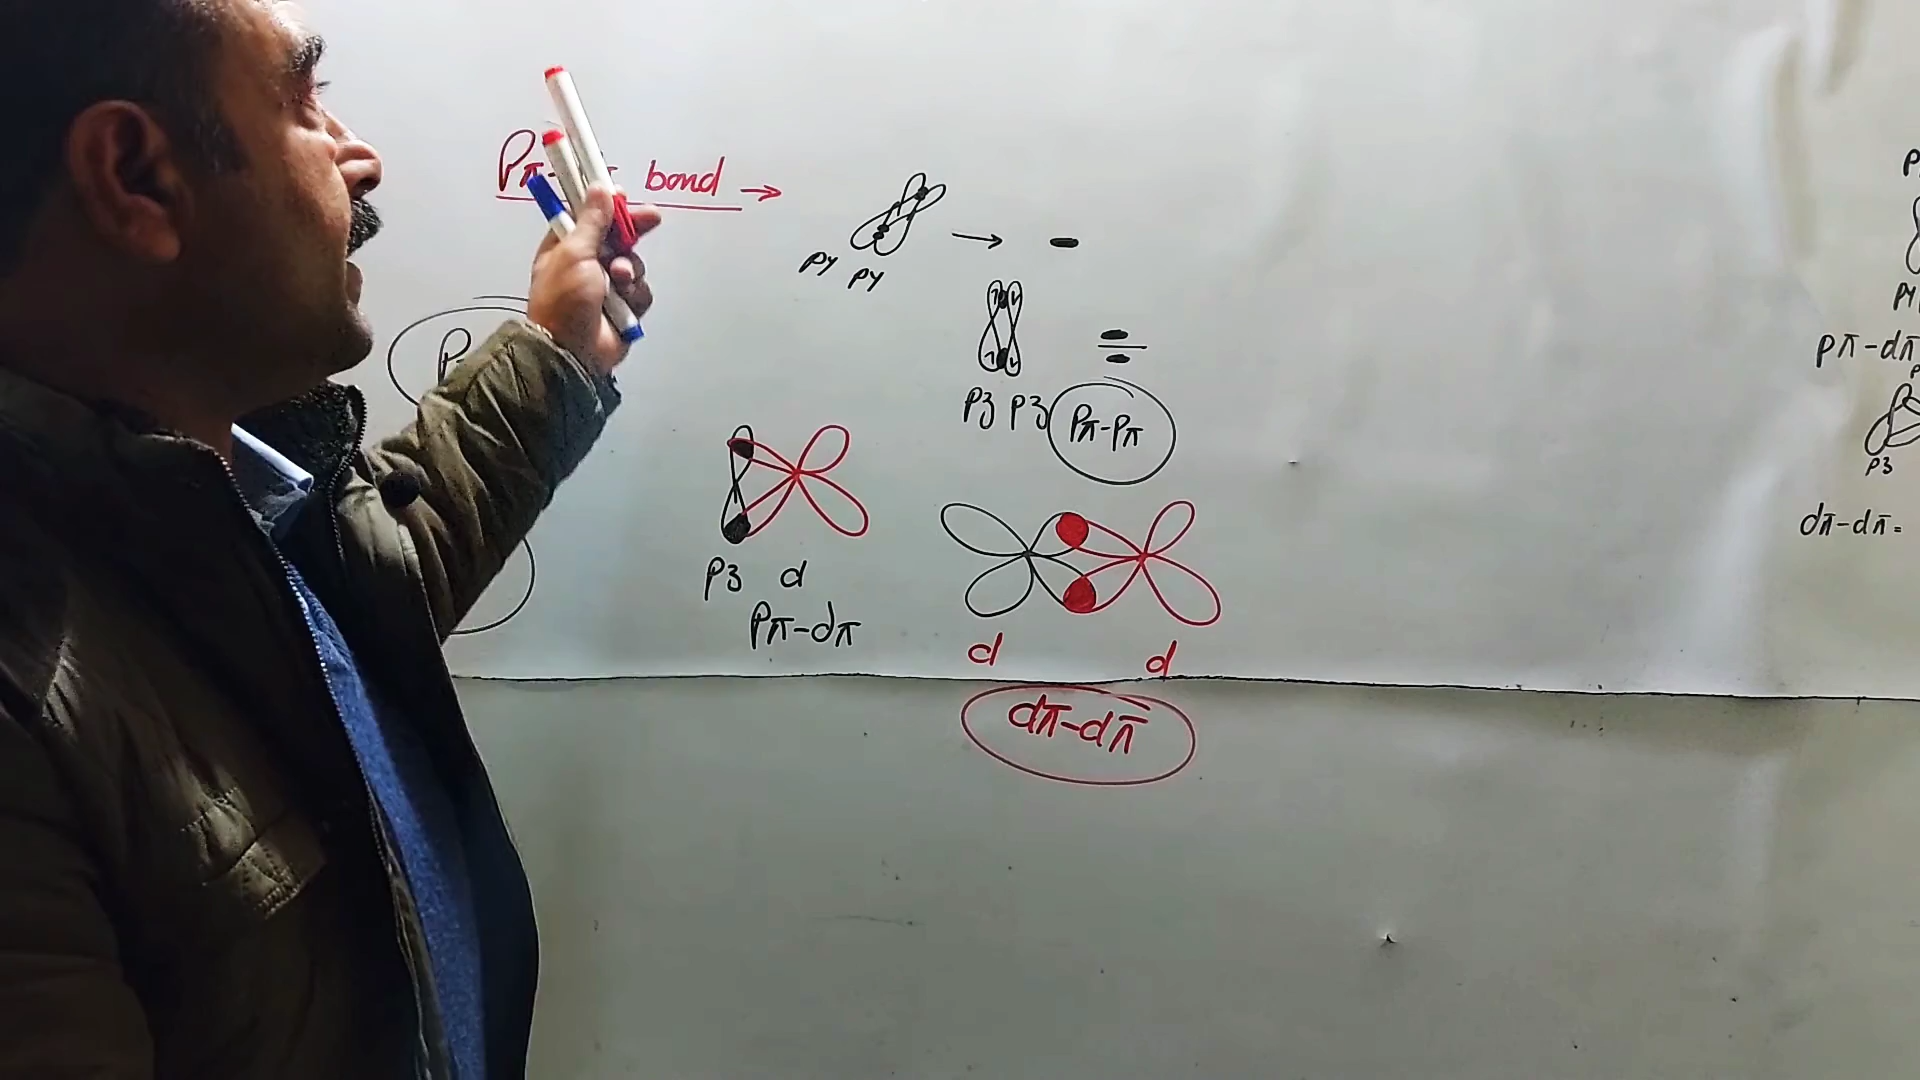 bond →
py py
p3 p3
Pπ-Pπ
p3 d
Pπ-dπ
d d
dπ-dπ
pπ-dπ
p3
dπ-dπ=